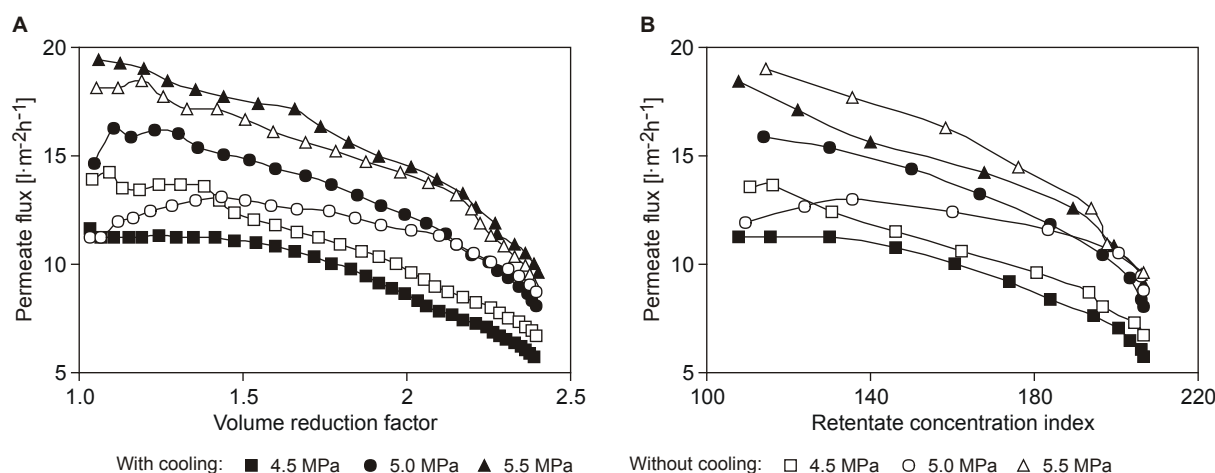 A
B
Permeate flux [l·m⁻²h⁻¹]
20
15
10
5
1.0 1.5 2.0 2.5
Volume reduction factor
Permeate flux [l·m⁻²h⁻¹]
20
15
10
5
100 140 180 220
Retentate concentration index
With cooling: 4.5 MPa 5.0 MPa 5.5 MPa
Without cooling: 4.5 MPa 5.0 MPa 5.5 MPa